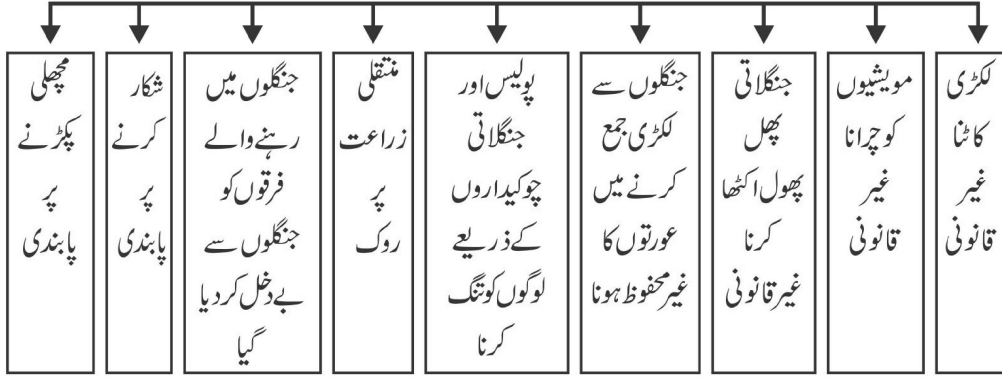 لکڑی
کاٹنا
غیر
قانونی
مویشیوں
کو چرانا
غیر
قانونی
جنگلاتی
پھل
پھول اکٹھا
کرنا
غیر قانونی
جنگلوں سے
لکڑی جمع
کرنے میں
عورتوں کا
غیر محفوظ ہونا
پولیس اور
جنگلاتی
چوکیداروں
کے ذریعے
لوگوں کو تنگ
کرنا
منتقلی
زراعت
پر
روک
جنگلوں میں
رہنے والے
فرقوں کو
جنگلوں سے
بے دخل کردیا
گیا
شکار
کرنے
پر
پابندی
مچھلی
پکڑنے
پر
پابندی